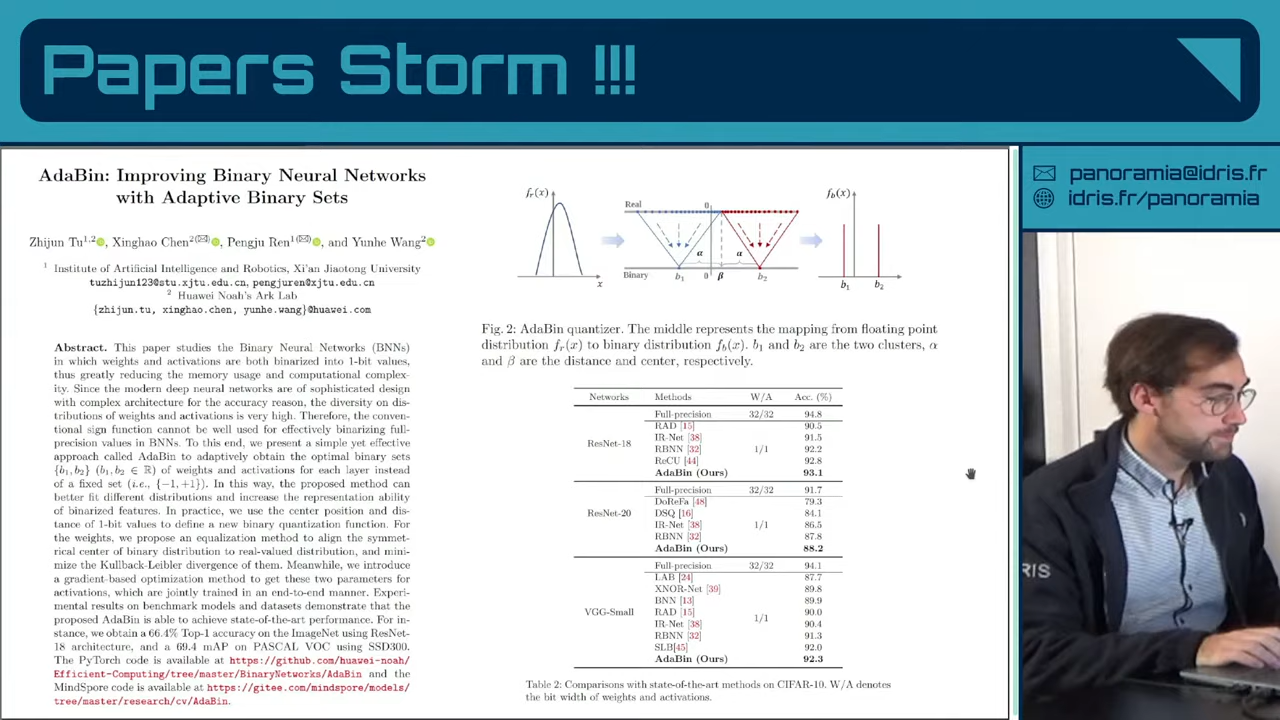 Papers Storm !!!
panoramia@idris.fr
idris.fr/panoramia
AdaBin: Improving Binary Neural Networks
with Adaptive Binary Sets
Zhijun Tu1,2, Xinghao Chen2(✉), Pengju Ren1(✉), and Yunhe Wang2
1 Institute of Artificial Intelligence and Robotics, Xi'an Jiaotong University
tuzhijun123@stu.xjtu.edu.cn, pengjuren@xjtu.edu.cn
2 Huawei Noah's Ark Lab
{zhijun.tu, xinghao.chen, yunhe.wang}@huawei.com
Abstract. This paper studies the Binary Neural Networks (BNNs)
in which weights and activations are both binarized into 1-bit values,
thus greatly reducing the memory usage and computational complex-
ity. Since the modern deep neural networks are of sophisticated design
with complex architecture for the accuracy reason, the diversity on dis-
tributions of weights and activations is very high. Therefore, the conven-
tional sign function cannot be well used for effectively binarizing full-
precision values in BNNs. To this end, we present a simple yet effective
approach called AdaBin to adaptively obtain the optimal binary sets
{b1, b2} (b1, b2 ∈ ℝ) of weights and activations for each layer instead
of a fixed set (i.e., {−1, +1}). In this way, the proposed method can
better fit different distributions and increase the representation ability
of binarized features. In practice, we use the center position and dis-
tance of 1-bit values to define a new binary quantization function. For
the weights, we propose an equalization method to align the symmet-
rical center of binary distribution to real-valued distribution, and mini-
mize the Kullback-Leibler divergence of them. Meanwhile, we introduce
a gradient-based optimization method to get these two parameters for
activations, which are jointly trained in an end-to-end manner. Experi-
mental results on benchmark models and datasets demonstrate that the
proposed AdaBin is able to achieve state-of-the-art performance. For in-
stance, we obtain a 66.4% Top-1 accuracy on the ImageNet using ResNet-
18 architecture, and a 69.4 mAP on PASCAL VOC using SSD300.
The PyTorch code is available at https://github.com/huawei-noah/
Efficient-Computing/tree/master/BinaryNetworks/AdaBin and the
MindSpore code is available at https://gitee.com/mindspore/models/
tree/master/research/cv/AdaBin.
fr(x)
x
Real
0
α
α
Binary
b1
0
β
b2
fb(x)
b1
b2
Fig. 2: AdaBin quantizer. The middle represents the mapping from floating point
distribution fr(x) to binary distribution fb(x). b1 and b2 are the two clusters, α
and β are the distance and center, respectively.
Networks Methods W/A Acc. (%)
Full-precision 32/32 94.8
RAD [15] 90.5
IR-Net [38] 91.5
ResNet-18 RBNN [32] 1/1 92.2
ReCU [44] 92.8
AdaBin (Ours) 93.1
Full-precision 32/32 91.7
DoReFa [48] 79.3
ResNet-20 DSQ [16] 84.1
IR-Net [38] 1/1 86.5
RBNN [32] 87.8
AdaBin (Ours) 88.2
Full-precision 32/32 94.1
LAB [24] 87.7
XNOR-Net [39] 89.8
BNN [13] 89.9
VGG-Small RAD [15] 1/1 90.0
IR-Net [38] 90.4
RBNN [32] 91.3
SLB[45] 92.0
AdaBin (Ours) 92.3
Table 2: Comparisons with state-of-the-art methods on CIFAR-10. W/A denotes
the bit width of weights and activations.
RIS